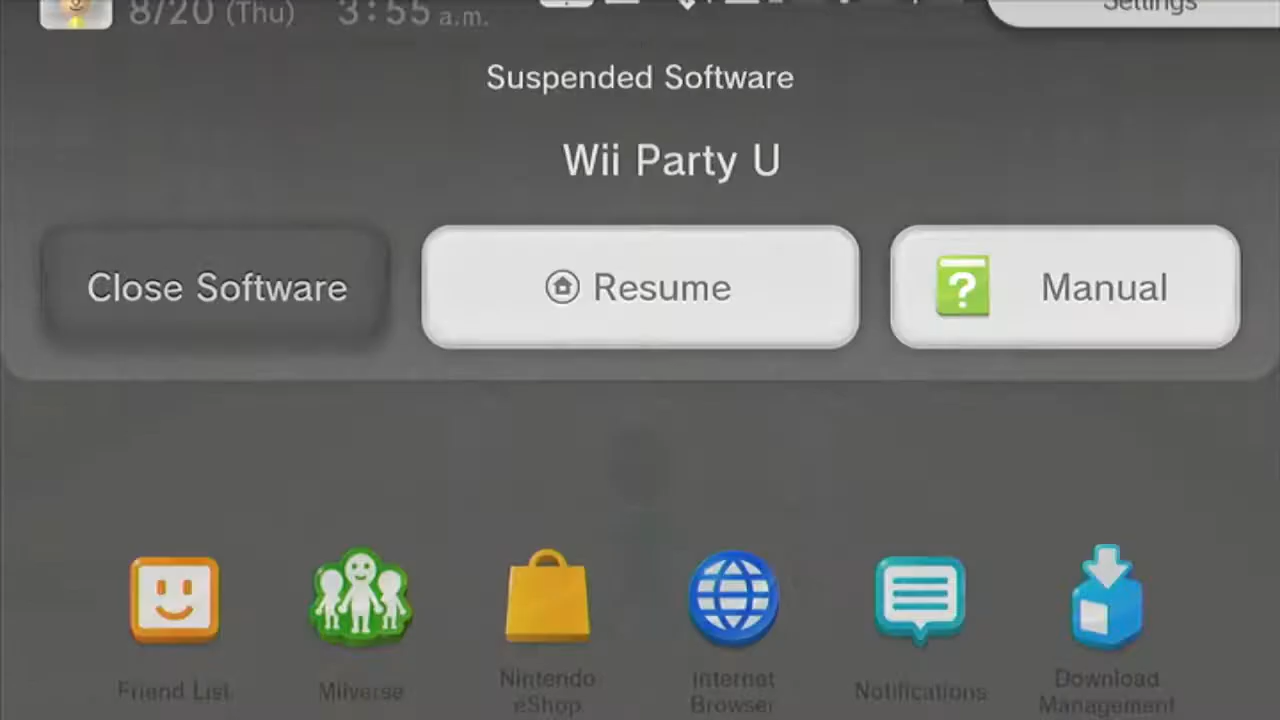 8/20 (Thu) 3:55 a.m.
Settings
Suspended Software
Wii Party U
Close Software
Resume
? Manual
Friend List
Miiverse
Nintendo
eShop
Internet
Browser
Notifications
Download
Management